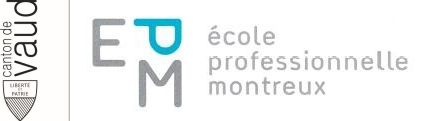 canton de
vaud
LIBERTÉ
ET
PATRIE
EPM
école
professionnelle
montreux